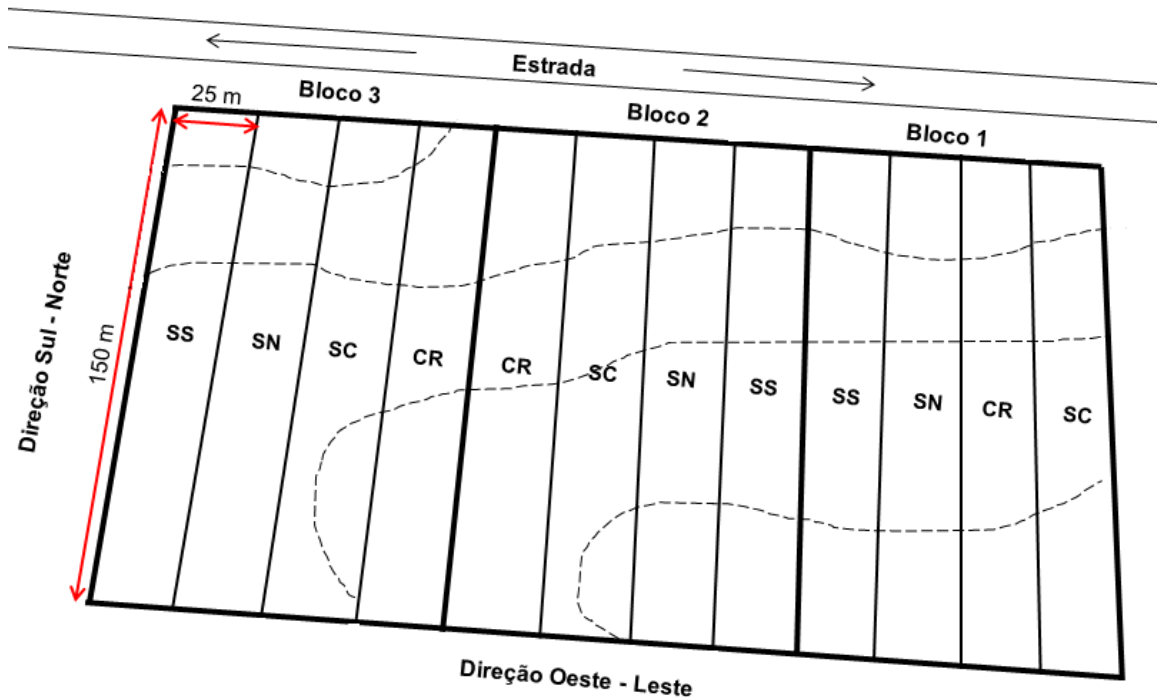 Estrada
25 m
Bloco 3
Bloco 2
Bloco 1
Direção Sul - Norte
150 m
SS
SN
SC
CR
CR
SC
SN
SS
SS
SN
CR
SC
Direção Oeste - Leste